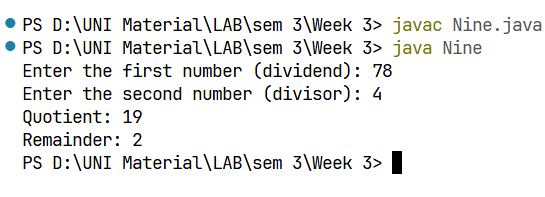 PS D:\UNI Material\LAB\sem 3\Week 3> javac Nine.java
PS D:\UNI Material\LAB\sem 3\Week 3> java Nine
Enter the first number (dividend): 78
Enter the second number (divisor): 4
Quotient: 19
Remainder: 2
PS D:\UNI Material\LAB\sem 3\Week 3>